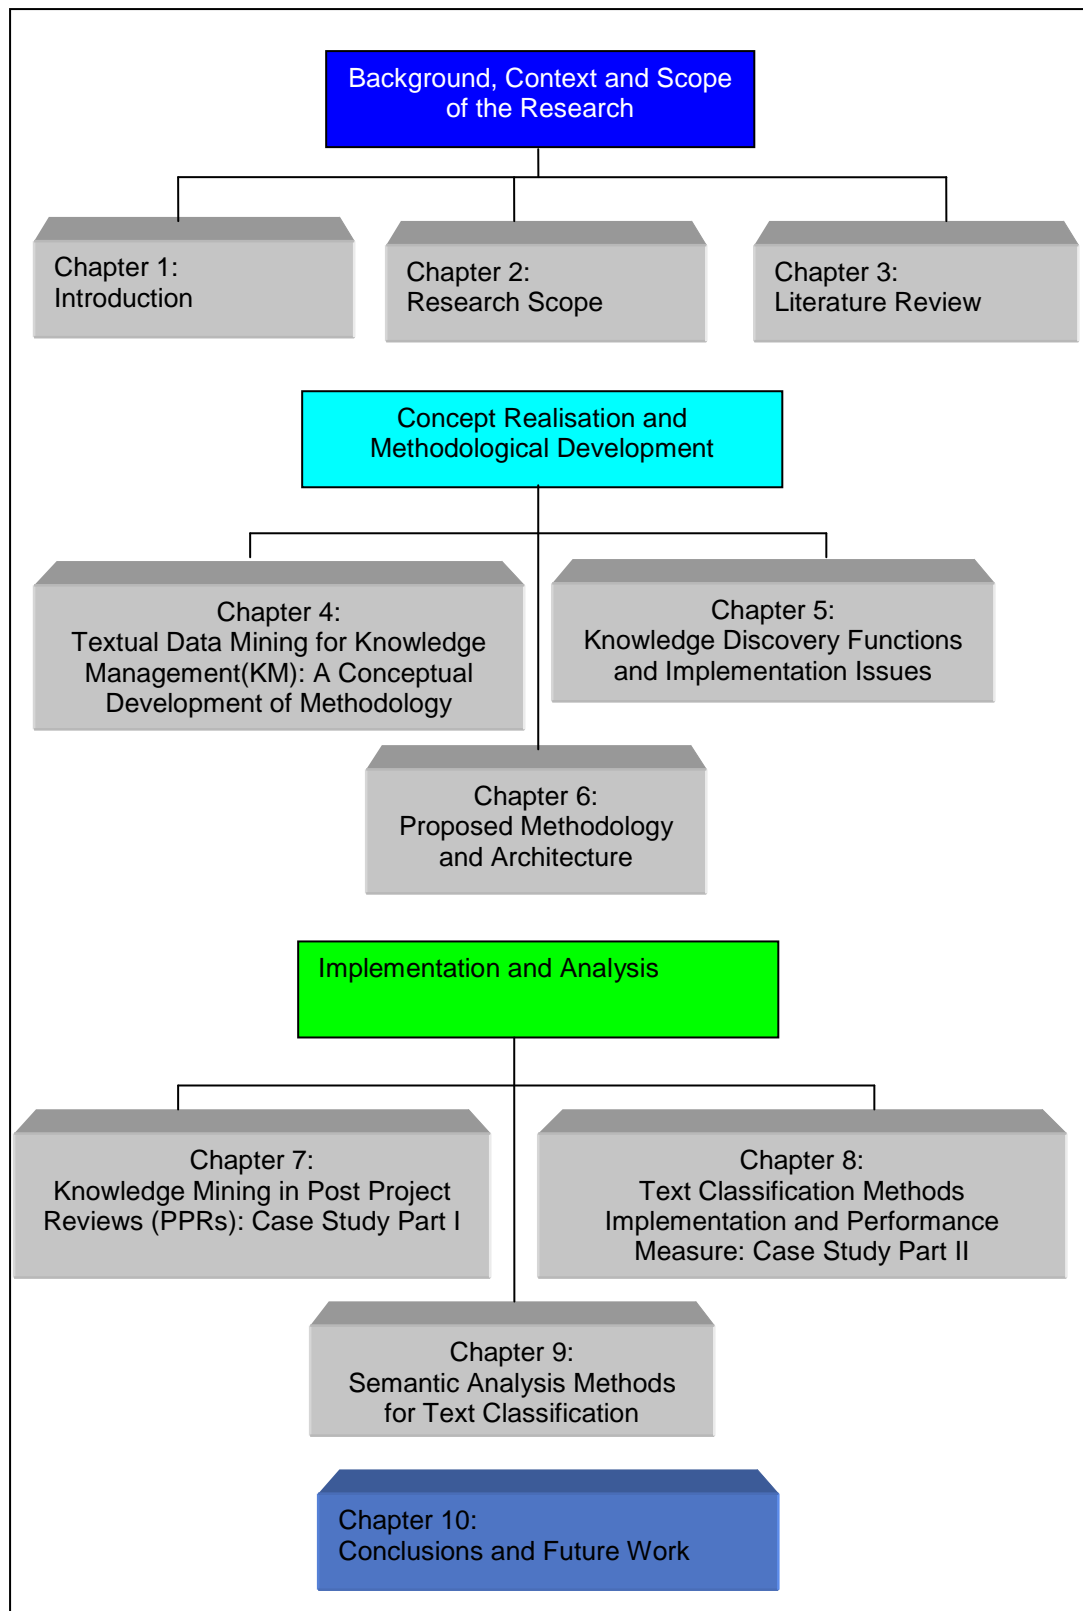 Background, Context and Scope
of the Research
Chapter 1:
Introduction
Chapter 2:
Research Scope
Chapter 3:
Literature Review
Concept Realisation and
Methodological Development
Chapter 4:
Textual Data Mining for Knowledge
Management(KM): A Conceptual
Development of Methodology
Chapter 5:
Knowledge Discovery Functions
and Implementation Issues
Chapter 6:
Proposed Methodology
and Architecture
Implementation and Analysis
Chapter 7:
Knowledge Mining in Post Project
Reviews (PPRs): Case Study Part I
Chapter 8:
Text Classification Methods
Implementation and Performance
Measure: Case Study Part II
Chapter 9:
Semantic Analysis Methods
for Text Classification
Chapter 10:
Conclusions and Future Work